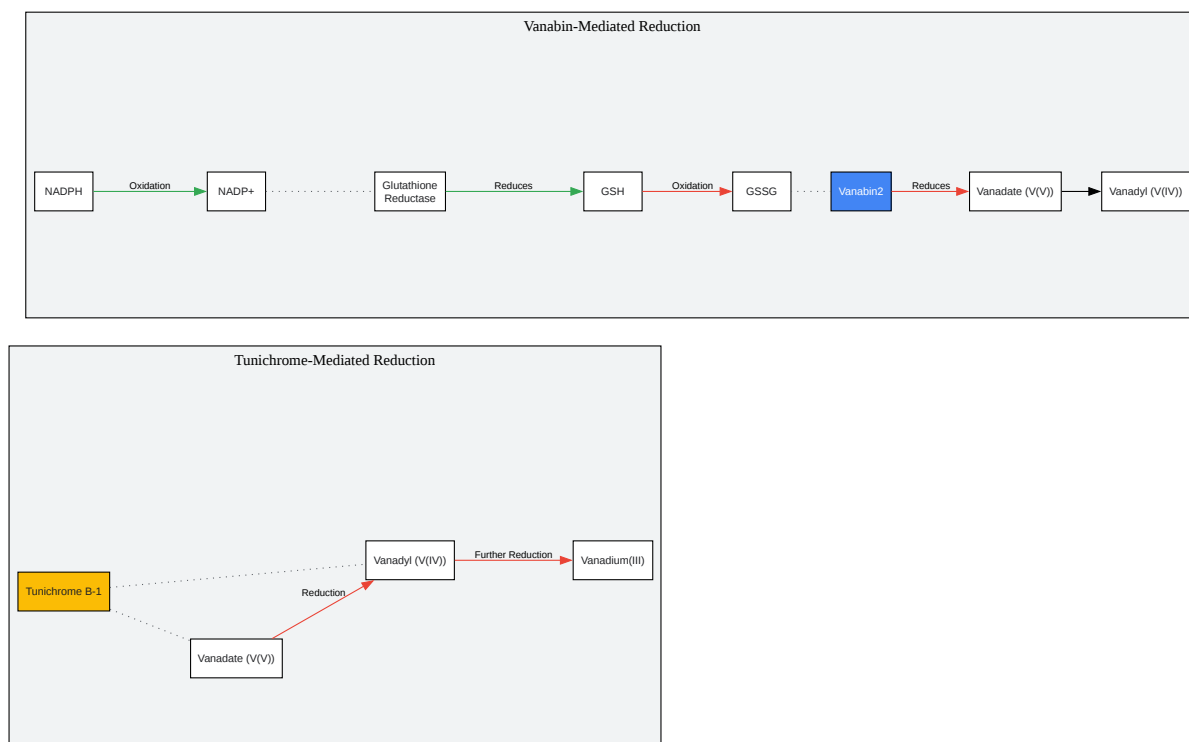 Vanabin-Mediated Reduction
NADPH
Oxidation
NADP+
Glutathione
Reductase
Reduces
GSH
Oxidation
GSSG
Vanabin2
Reduces
Vanadate (V(V))
Vanadyl (V(IV))
Tunichrome-Mediated Reduction
Tunichrome B-1
Vanadate (V(V))
Reduction
Vanadyl (V(IV))
Further Reduction
Vanadium(III)